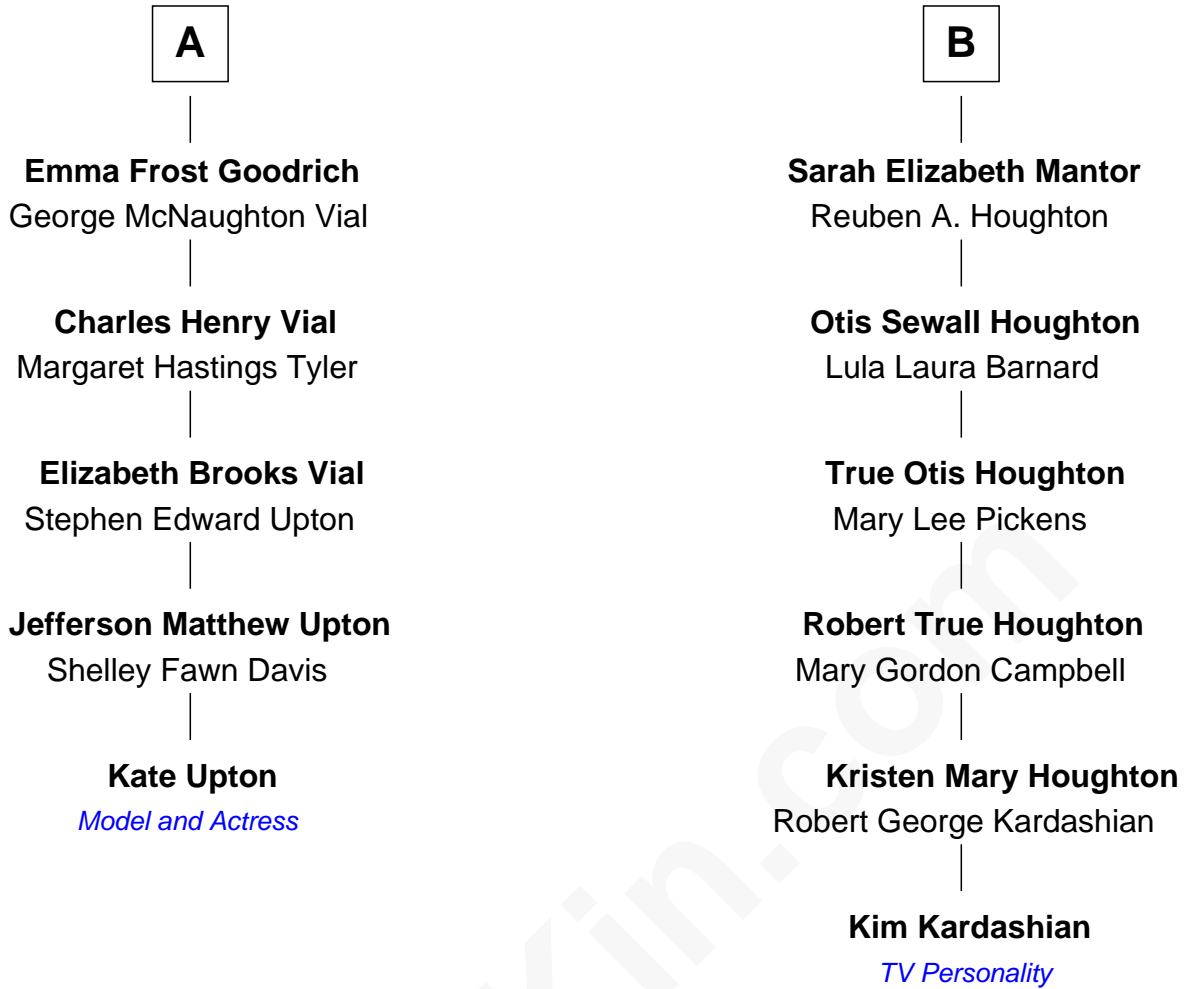 A
Emma Frost Goodrich
George McNaughton Vial
Charles Henry Vial
Margaret Hastings Tyler
Elizabeth Brooks Vial
Stephen Edward Upton
Jefferson Matthew Upton
Shelley Fawn Davis
Kate Upton
Model and Actress
B
Sarah Elizabeth Mantor
Reuben A. Houghton
Otis Sewall Houghton
Lula Laura Barnard
True Otis Houghton
Mary Lee Pickens
Robert True Houghton
Mary Gordon Campbell
Kristen Mary Houghton
Robert George Kardashian
Kim Kardashian
TV Personality
Kin.com